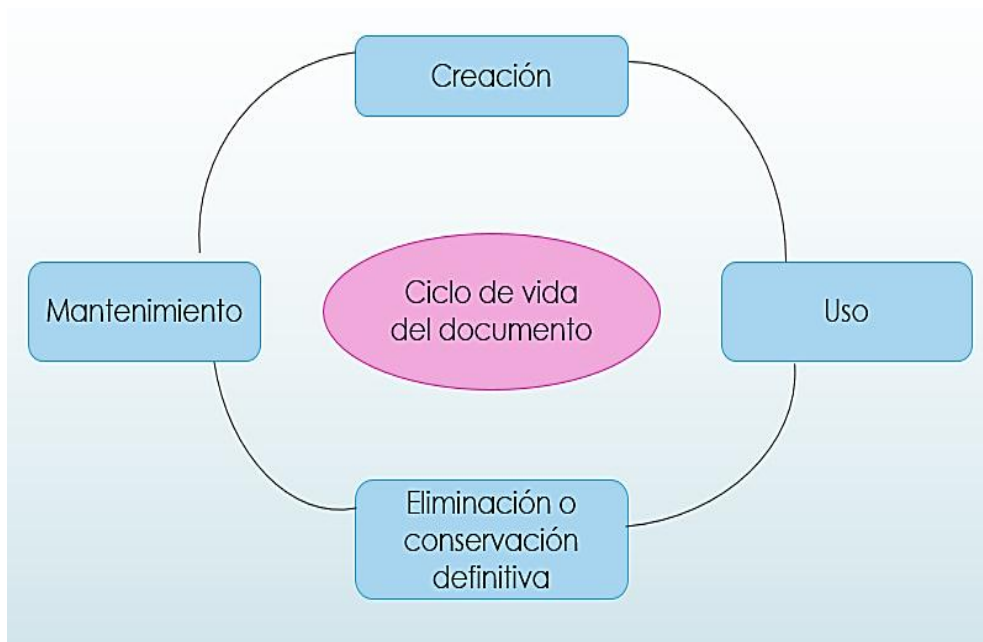 Creación
Mantenimiento
Ciclo de vida
del documento
Uso
Eliminación o
conservación
definitiva